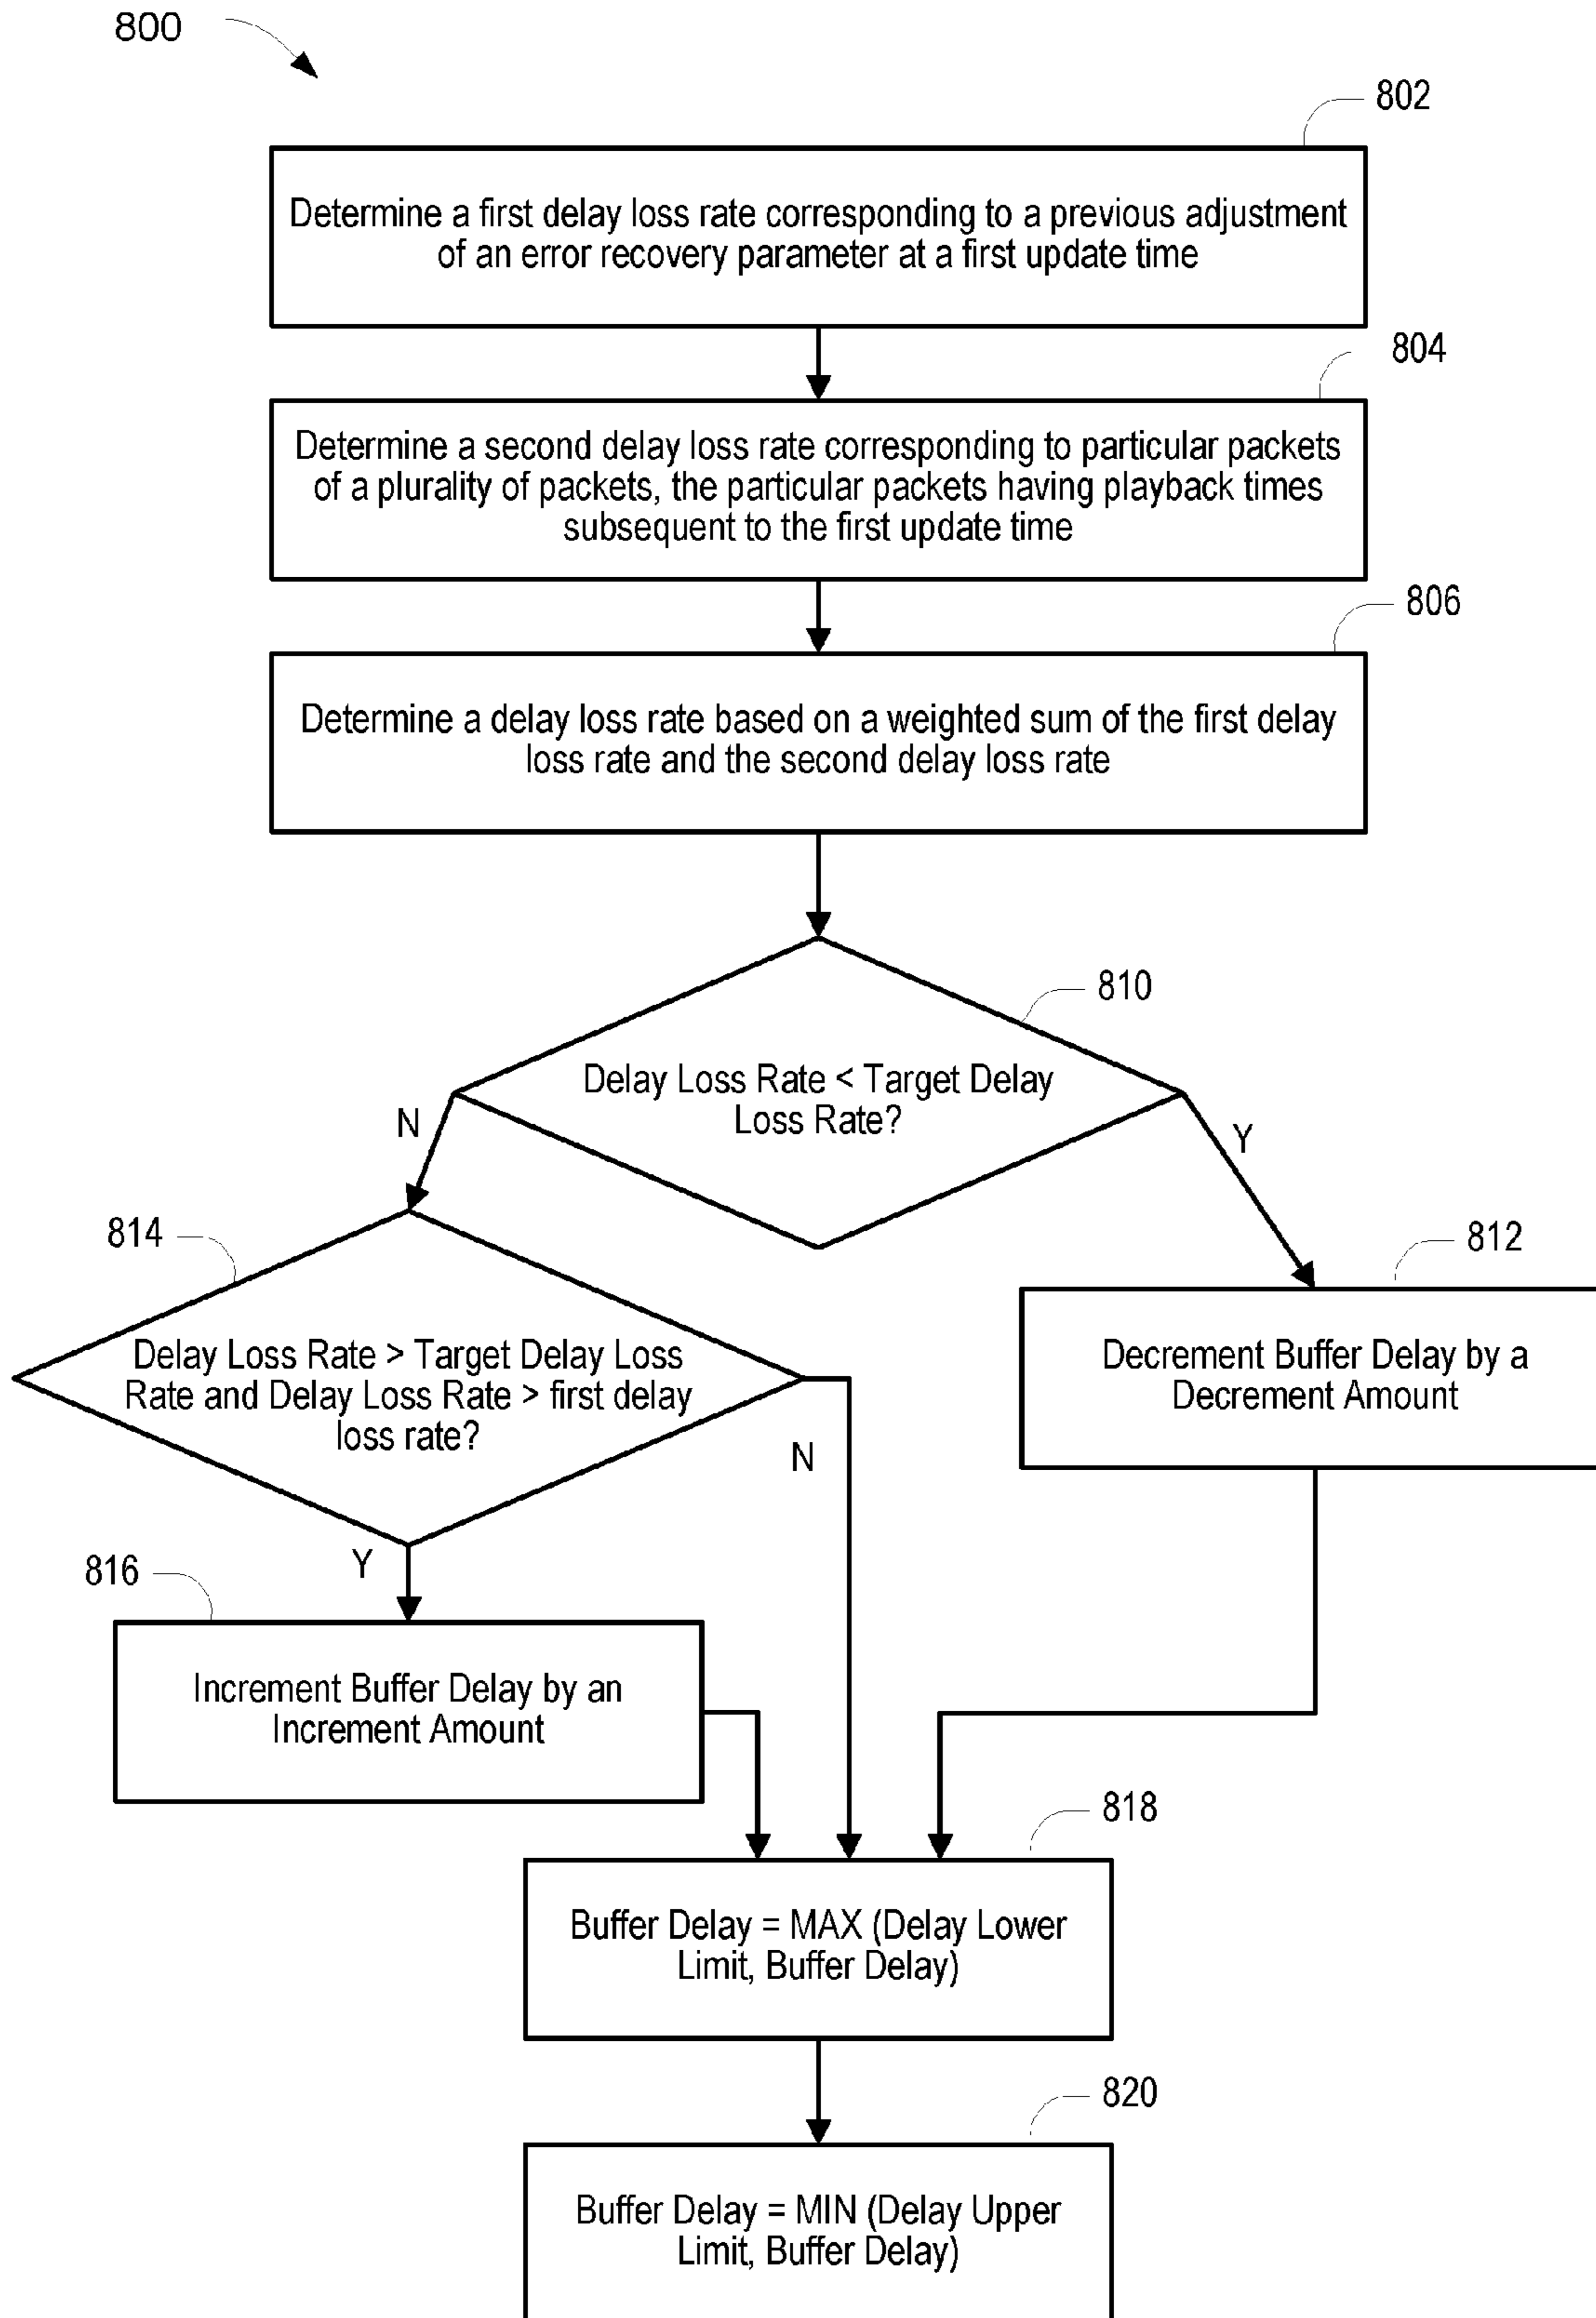 800
802
Determine a first delay loss rate corresponding to a previous adjustment
of an error recovery parameter at a first update time
804
Determine a second delay loss rate corresponding to particular packets
of a plurality of packets, the particular packets having playback times
subsequent to the first update time
806
Determine a delay loss rate based on a weighted sum of the first delay
loss rate and the second delay loss rate
810
Delay Loss Rate < Target Delay
Loss Rate?
N
Y
814
812
Delay Loss Rate > Target Delay Loss
Rate and Delay Loss Rate > first delay
loss rate?
Decrement Buffer Delay by a
Decrement Amount
N
Y
816
Increment Buffer Delay by an
Increment Amount
818
Buffer Delay = MAX (Delay Lower
Limit, Buffer Delay)
820
Buffer Delay = MIN (Delay Upper
Limit, Buffer Delay)